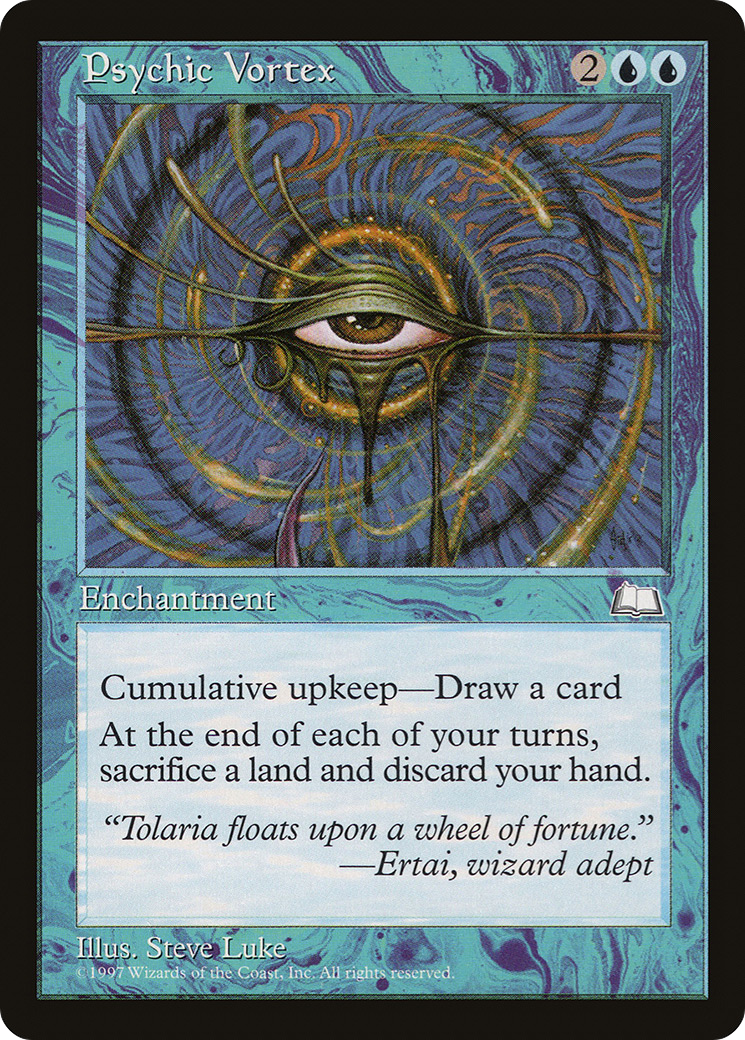 Psychic Vortex
2
Enchantment
Cumulative upkeep—Draw a card
At the end of each of your turns,
sacrifice a land and discard your hand.
“Tolaria floats upon a wheel of fortune.”
—Ertai, wizard adept
Illus. Steve Luke
©1997 Wizards of the Coast, Inc. All rights reserved.